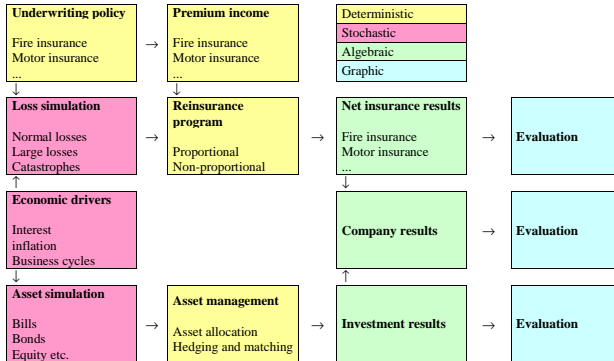 Underwriting policy
Fire insurance
Motor insurance
...
→
Premium income
Fire insurance
Motor insurance
...
Deterministic
Stochastic
Algebraic
Graphic
↓
↓
Loss simulation
Normal losses
Large losses
Catastrophes
→
Reinsurance
program
Proportional
Non-proportional
→
Net insurance results
Fire insurance
Motor insurance
...
→
Evaluation
↑
↓
Economic drivers
Interest
inflation
Business cycles
Company results
→
Evaluation
↓
↑
Asset simulation
Bills
Bonds
Equity etc.
→
Asset management
Asset allocation
Hedging and matching
→
Investment results
→
Evaluation